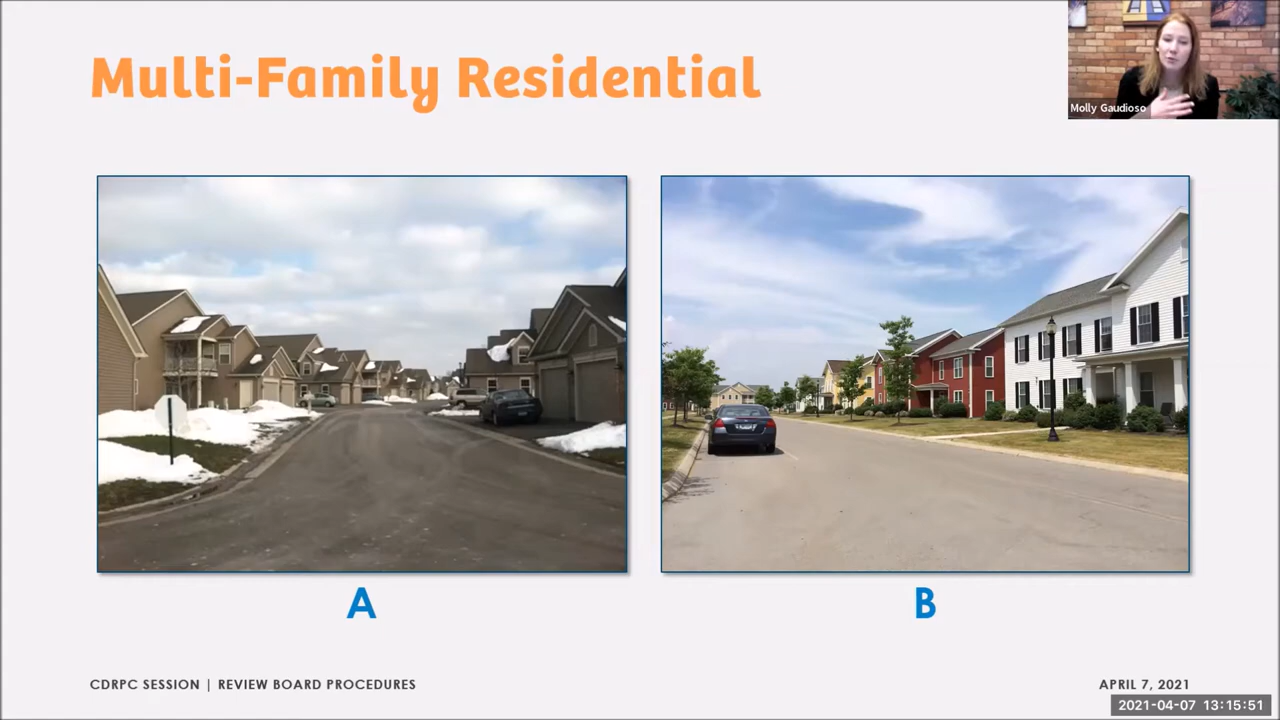 Multi-Family Residential
Molly Gaudioso
A
B
CDRPC SESSION | REVIEW BOARD PROCEDURES
APRIL 7, 2021
2021-04-07 13:15:51